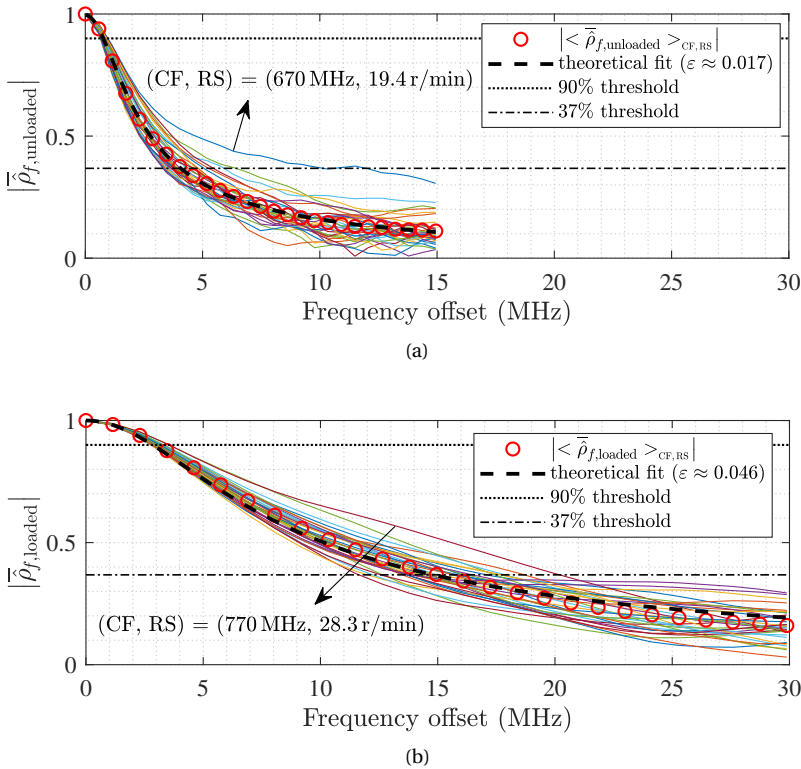 1
0.5
0
|ρ̂̅_{f,unloaded}|
(CF, RS) = (670 MHz, 19.4 r/min)
|< ρ̂̅_{f,unloaded} >_{CF,RS}|
theoretical fit (ε ≈ 0.017)
90% threshold
37% threshold
0 5 10 15 20 25 30
Frequency offset (MHz)
(a)
1
0.5
0
|ρ̂̅_{f,loaded}|
|< ρ̂̅_{f,loaded} >_{CF,RS}|
theoretical fit (ε ≈ 0.046)
90% threshold
37% threshold
(CF, RS) = (770 MHz, 28.3 r/min)
0 5 10 15 20 25 30
Frequency offset (MHz)
(b)